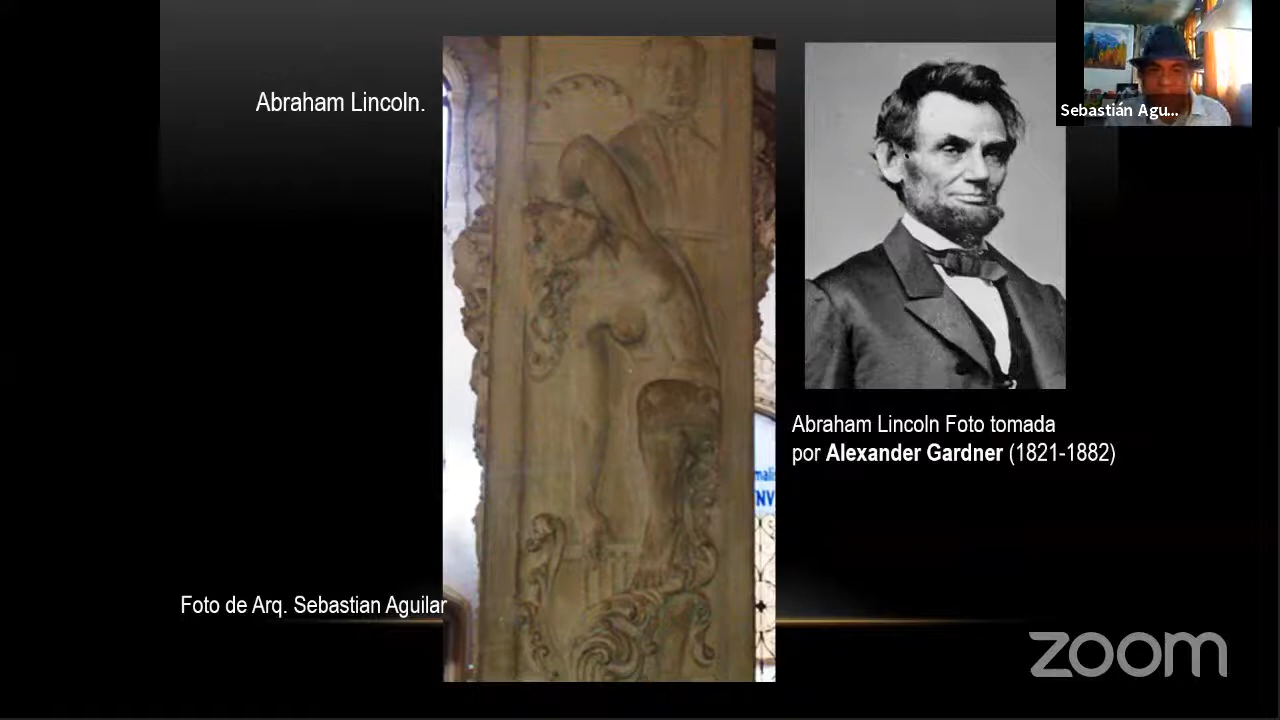 Abraham Lincoln.
Sebastián Agu...
Abraham Lincoln Foto tomada
por Alexander Gardner (1821-1882)
Foto de Arq. Sebastian Aguilar
zoom